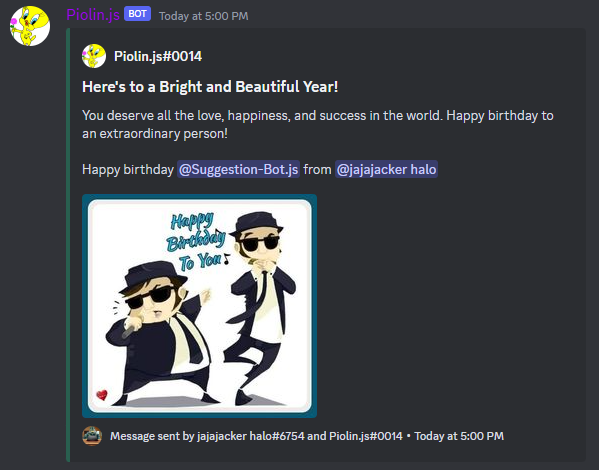 Piolin.js BOT Today at 5:00 PM
Piolin.js#0014
Here's to a Bright and Beautiful Year!
You deserve all the love, happiness, and success in the world. Happy birthday to
an extraordinary person!
Happy birthday @Suggestion-Bot.js from @jajajacker halo
Happy
Birthday
To You
Message sent by jajajacker halo#6754 and Piolin.js#0014 • Today at 5:00 PM